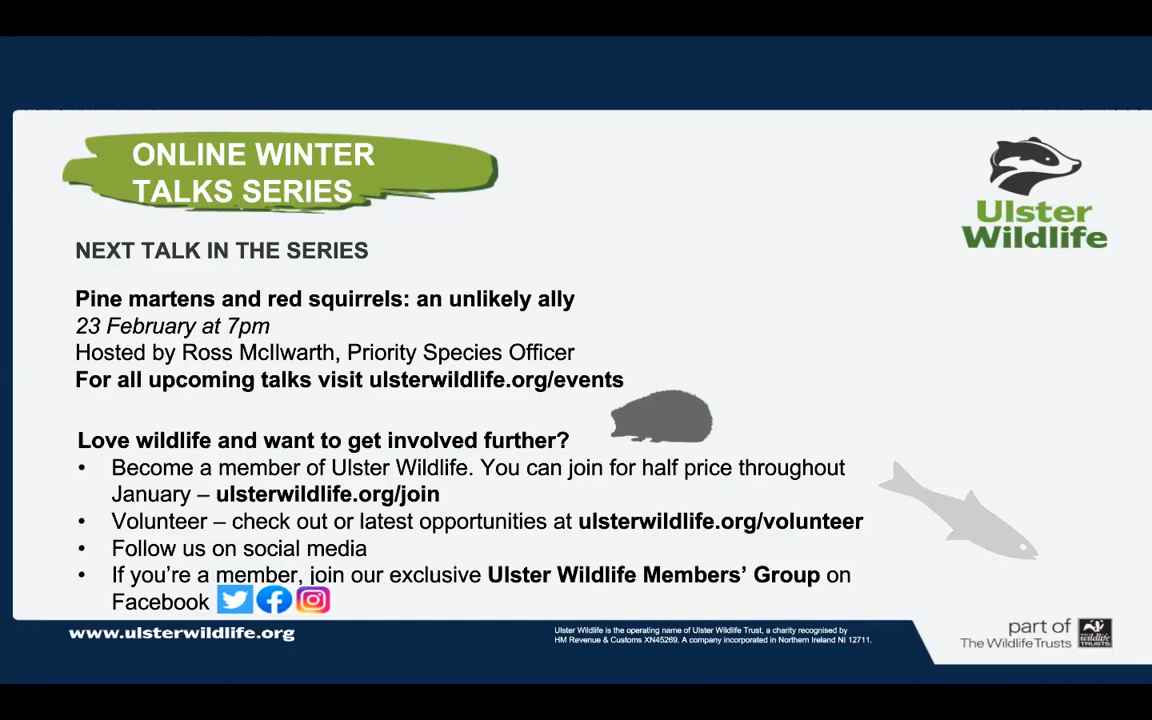 ONLINE WINTER
TALKS SERIES
Ulster
Wildlife
NEXT TALK IN THE SERIES
Pine martens and red squirrels: an unlikely ally
23 February at 7pm
Hosted by Ross McIlwarth, Priority Species Officer
For all upcoming talks visit ulsterwildlife.org/events
Love wildlife and want to get involved further?
• Become a member of Ulster Wildlife. You can join for half price throughout
January – ulsterwildlife.org/join
• Volunteer – check out or latest opportunities at ulsterwildlife.org/volunteer
• Follow us on social media
• If you’re a member, join our exclusive Ulster Wildlife Members’ Group on
Facebook
www.ulsterwildlife.org
Ulster Wildlife is the operating name of Ulster Wildlife Trust, a charity recognised by
HM Revenue & Customs XN45269. A company incorporated in Northern Ireland NI 12711.
part of
The Wildlife Trusts
wildlife
TRUSTS